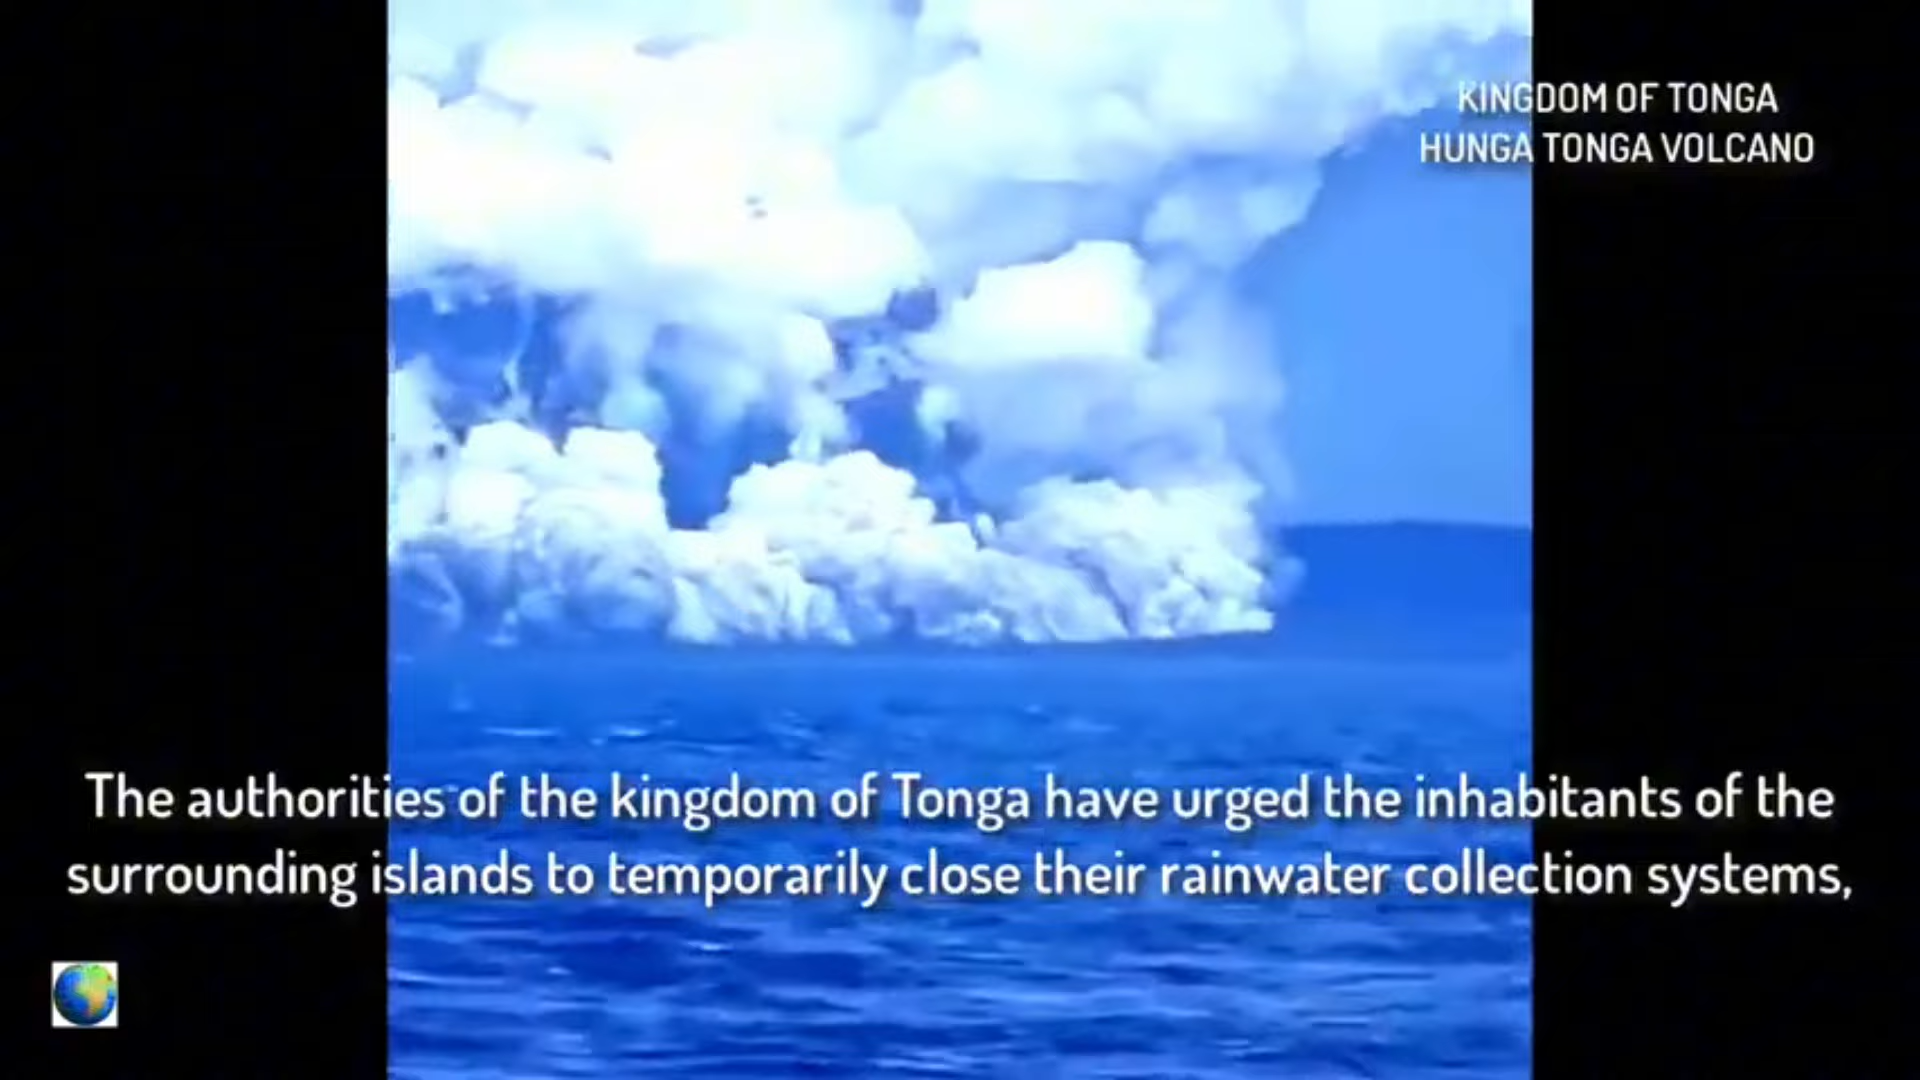 KINGDOM OF TONGA
HUNGA TONGA VOLCANO
The authorities of the kingdom of Tonga have urged the inhabitants of the
surrounding islands to temporarily close their rainwater collection systems,